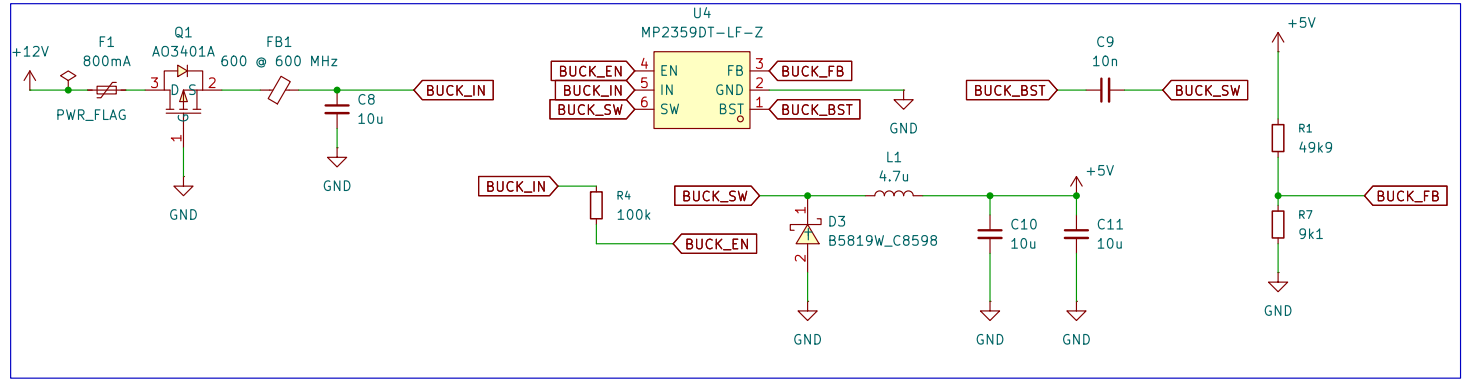 +12V
F1
800mA
PWR_FLAG
Q1
AO3401A
3
D
S
2
G
1
GND
FB1
600 @ 600 MHz
C8
10u
GND
BUCK_IN
U4
MP2359DT-LF-Z
BUCK_EN 4 EN FB 3 BUCK_FB
BUCK_IN 5 IN GND 2
BUCK_SW 6 SW BST 1 BUCK_BST
GND
BUCK_IN
R4
100k
BUCK_EN
BUCK_SW
L1
4.7u
+5V
1
D3
B5819W_C8598
2
GND
C10
10u
GND
C11
10u
GND
C9
10n
BUCK_BST
BUCK_SW
+5V
R1
49k9
BUCK_FB
R7
9k1
GND